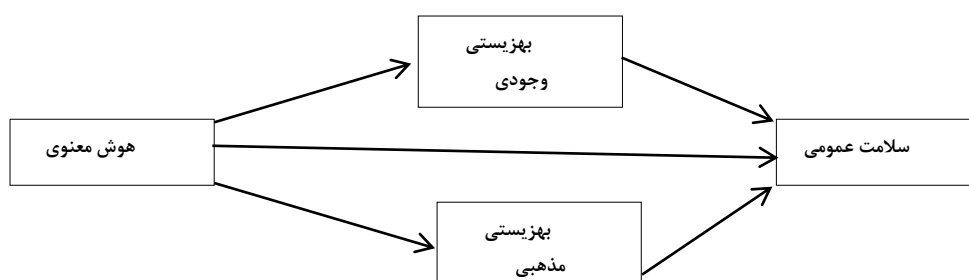 بهزیستی
وجودی
هوش معنوی
سلامت عمومی
بهزیستی
مذهبی